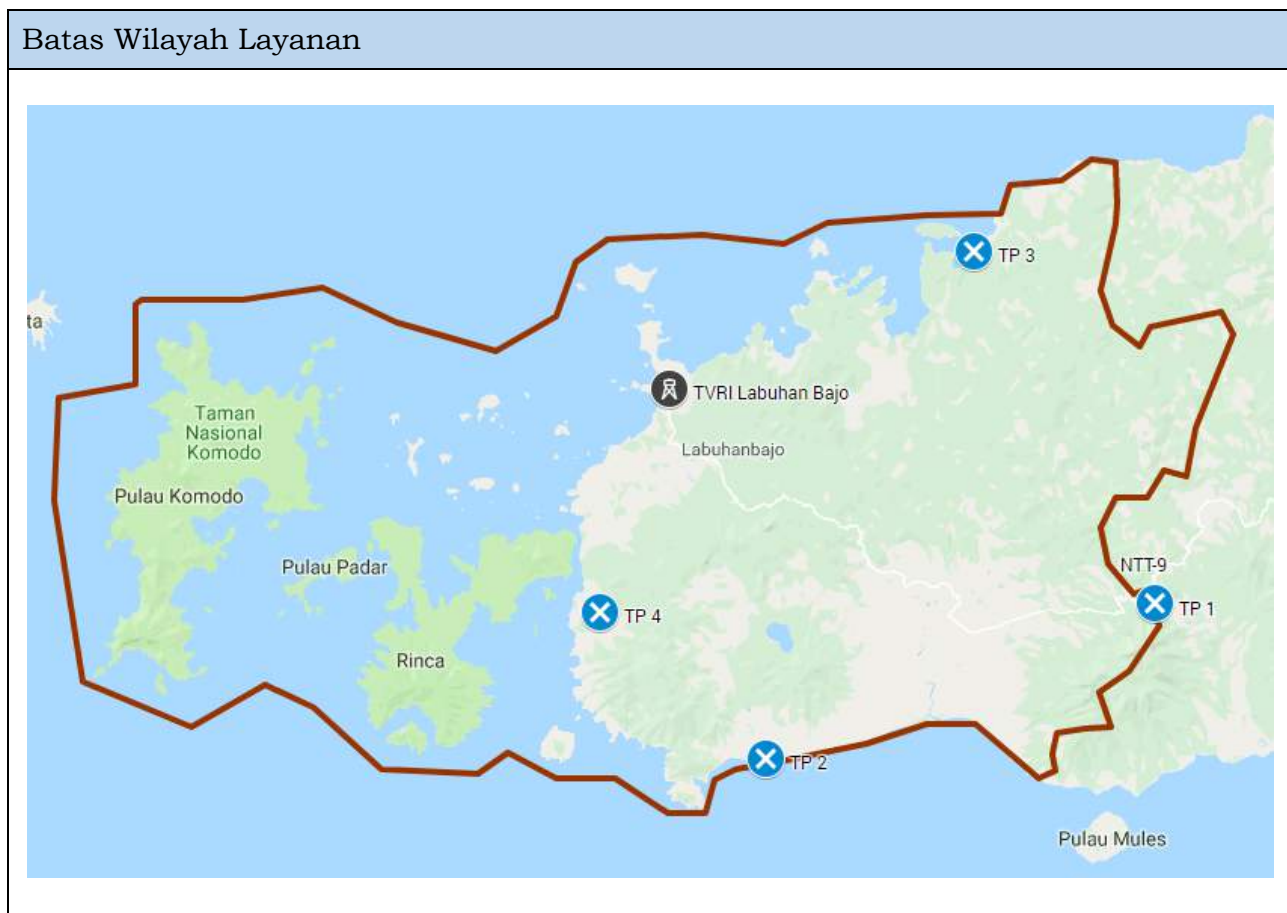 Batas Wilayah Layanan
TP 3
ta
TVRI Labuhan Bajo
Taman
Nasional
Komodo
Labuhanbajo
Pulau Komodo
Pulau Padar
NTT-9
TP 4
TP 1
Rinca
TP 2
Pulau Mules